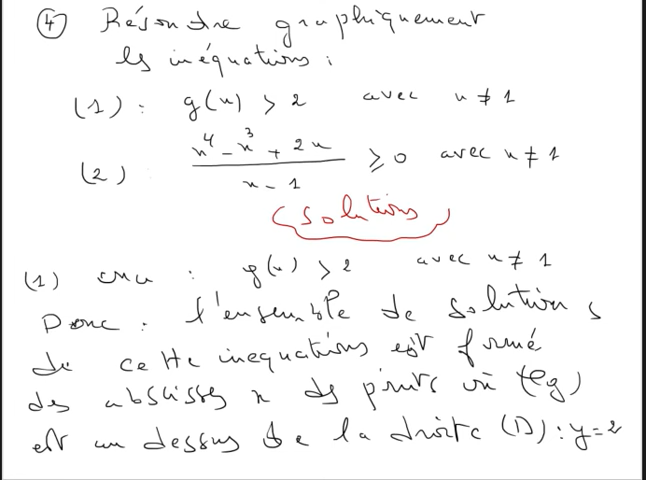 ④ Résoudre graphiquement
les inéquations :
(1) : g(x) > 2 avec x ≠ 1
(2) (x⁴ - x³ + 2x)/(x - 1) ≥ 0 avec x ≠ 1
Solutions
(1) on a : g(x) > 2 avec x ≠ 1
Donc : l'ensemble de solutions
de cette inequations est formé
des abscisses x des points où (Cg)
est au dessus de la droite (D) : y = 2